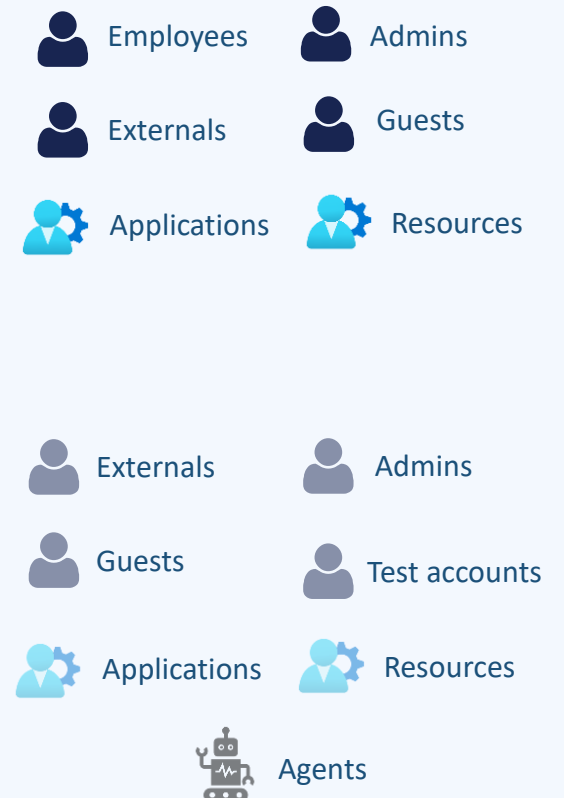 Employees
Admins
Externals
Guests
Applications
Resources
Externals
Admins
Guests
Test accounts
Applications
Resources
Agents